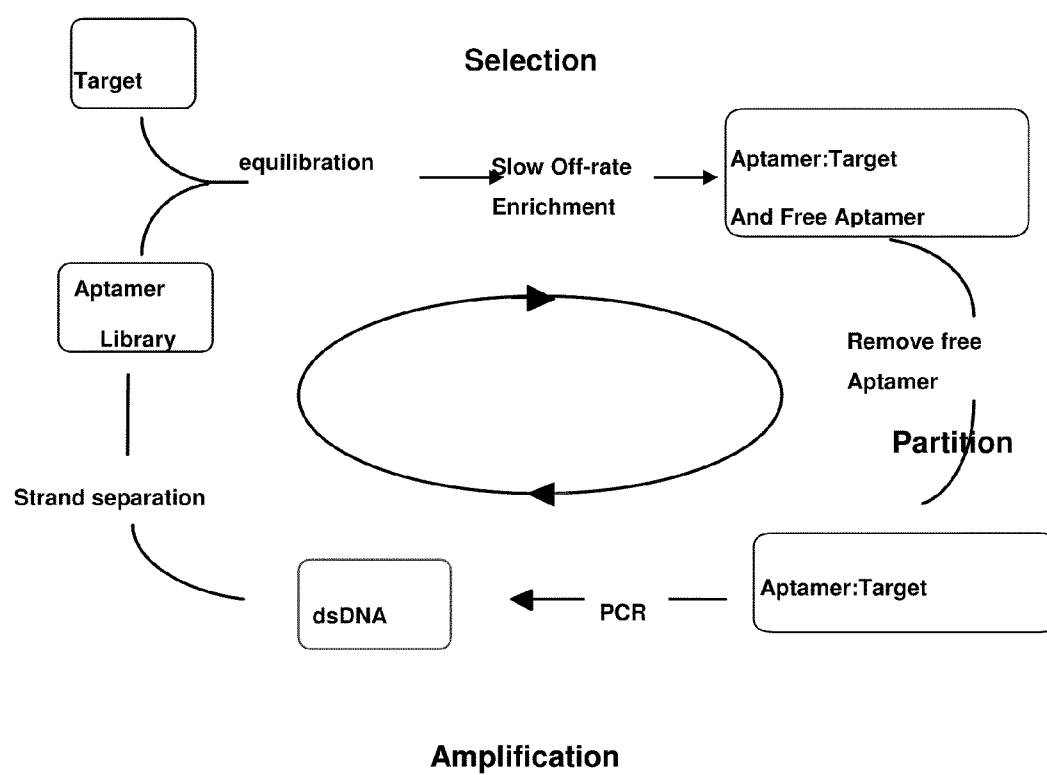 Selection
Target
equilibration
Slow Off-rate
Enrichment
Aptamer:Target
And Free Aptamer
Aptamer
Library
Remove free
Aptamer
Partition
Strand separation
dsDNA
PCR
Aptamer:Target
Amplification